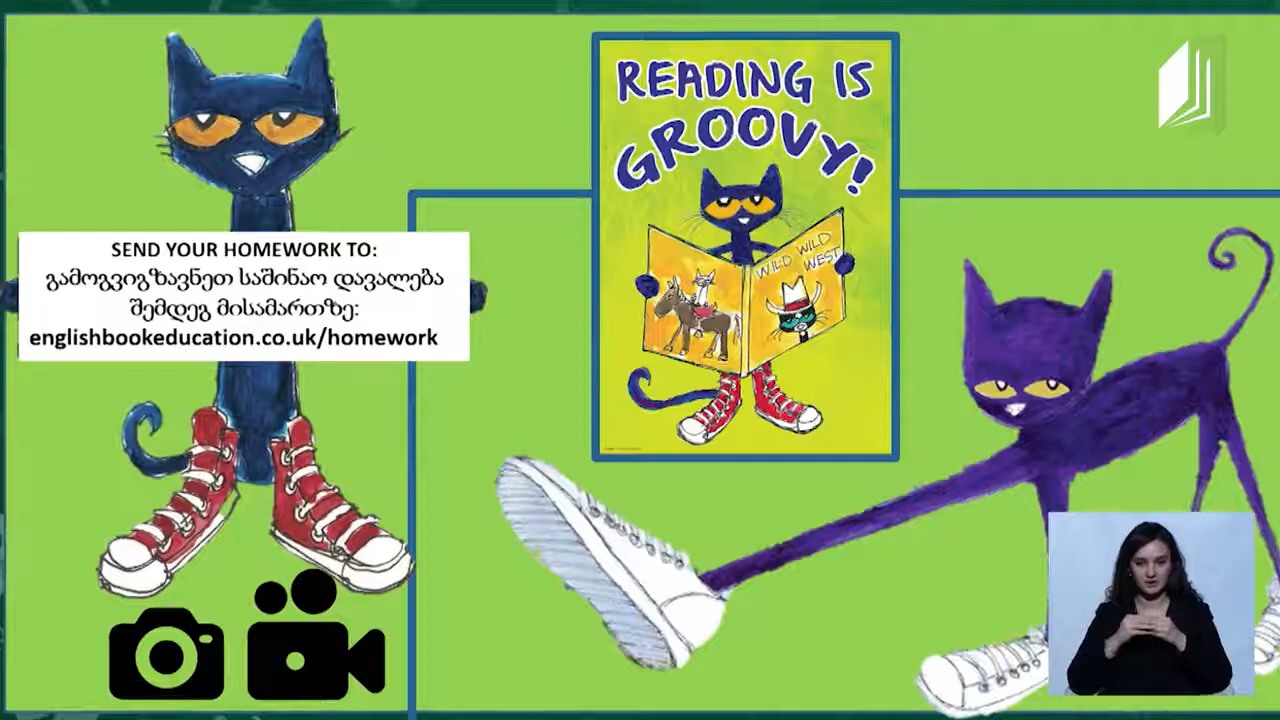 SEND YOUR HOMEWORK TO:
გამოგვიგზავნეთ საშინაო დავალება
შემდეგ მისამართზე:
englishbookeducation.co.uk/homework
READING IS
GROOVY!
WILD WILD
WEST